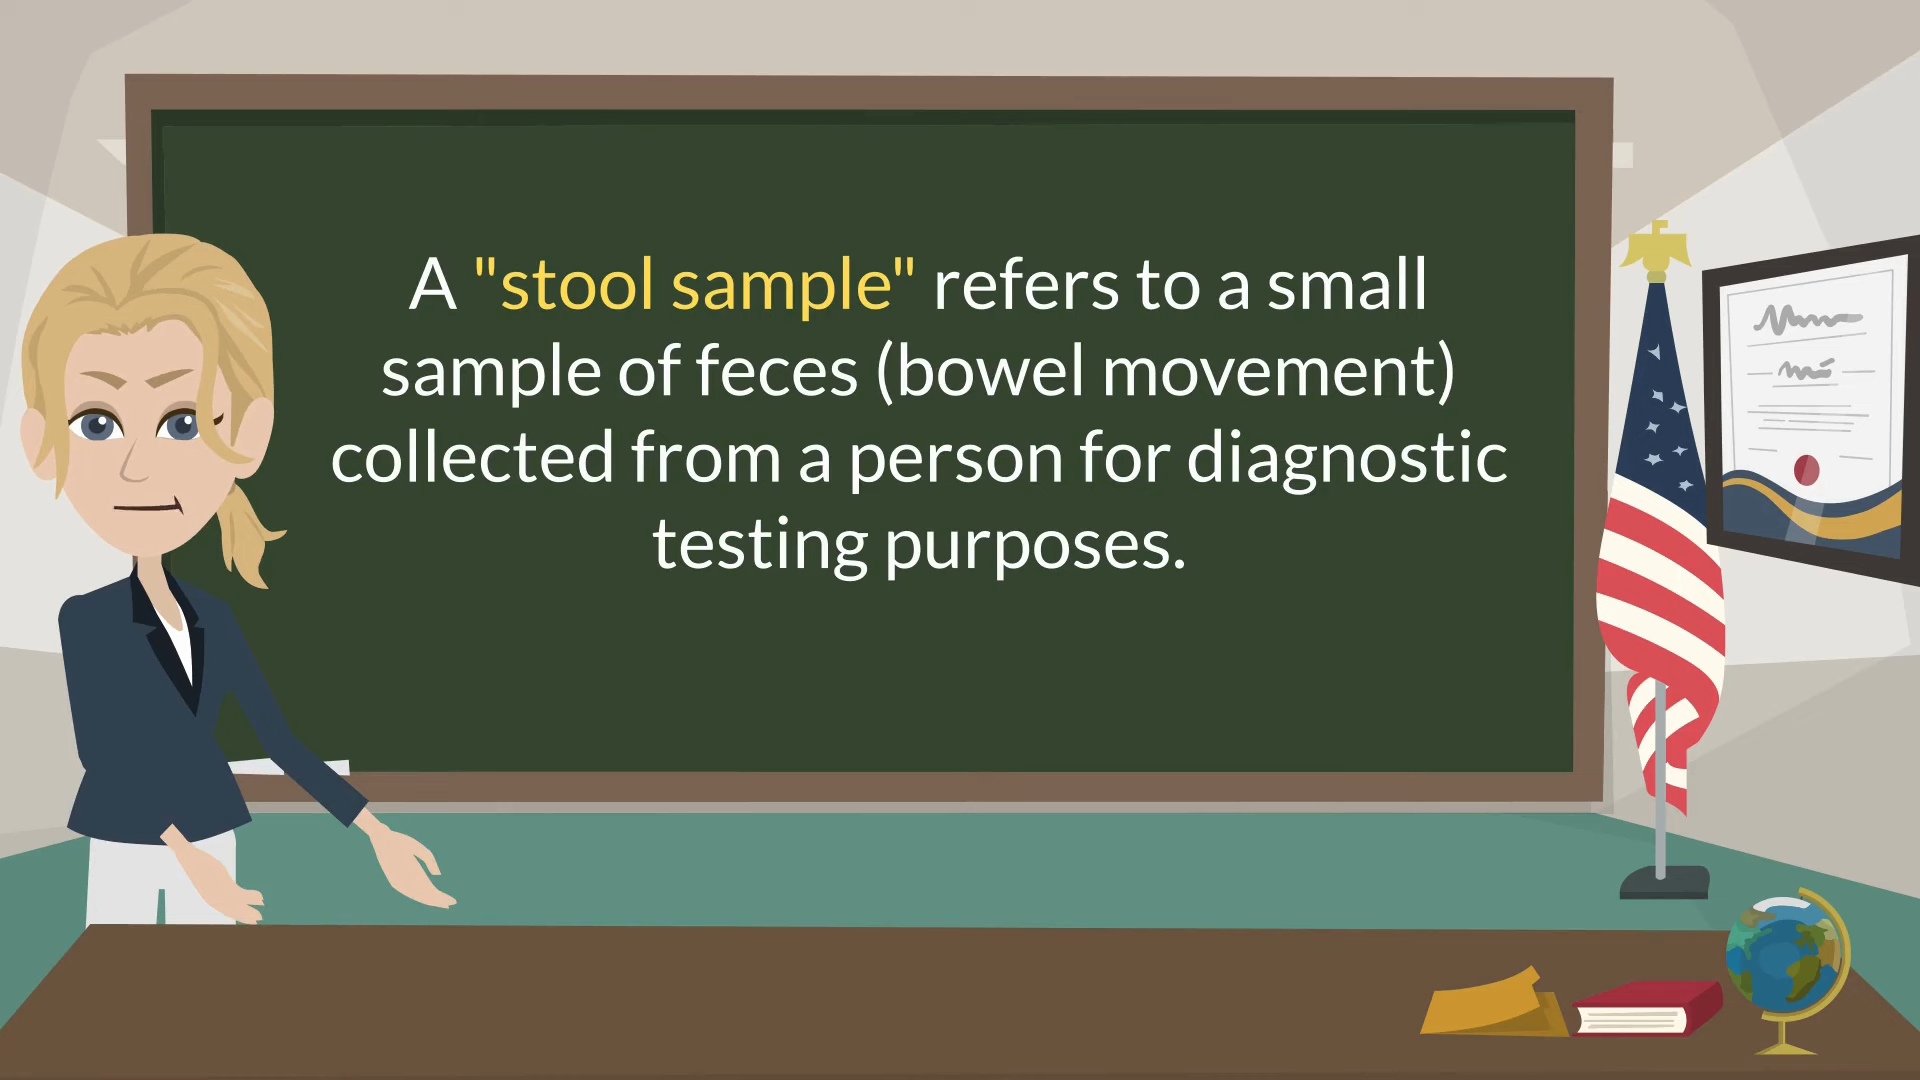 A "stool sample" refers to a small
sample of feces (bowel movement)
collected from a person for diagnostic
testing purposes.